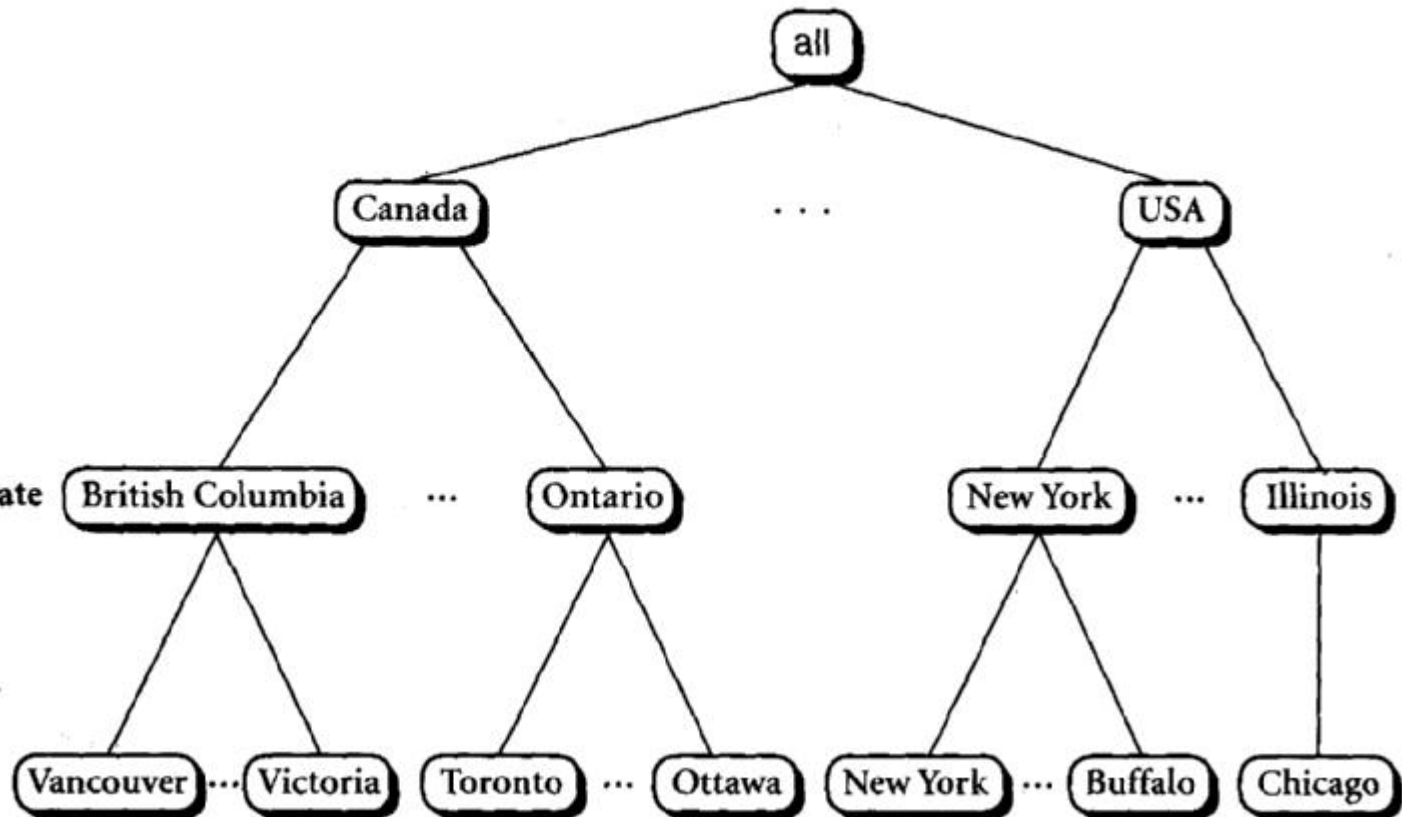 all
Canada ... USA
ate British Columbia ... Ontario New York ... Illinois
Vancouver ... Victoria Toronto ... Ottawa New York ... Buffalo Chicago